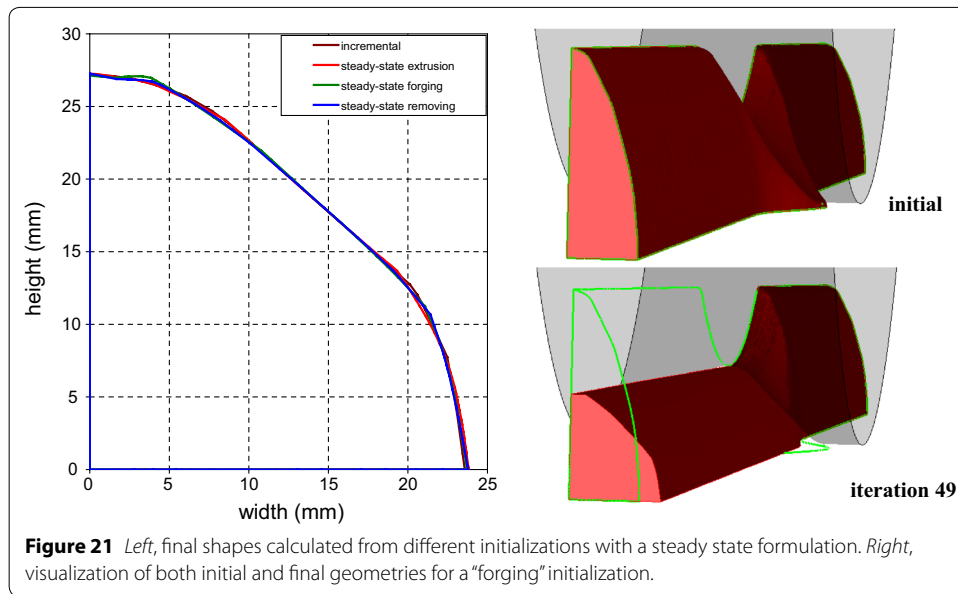 30
25
20
15
10
5
0
height (mm)
0 5 10 15 20 25
width (mm)
incremental
steady-state extrusion
steady-state forging
steady-state removing
initial
iteration 49
Figure 21 Left, final shapes calculated from different initializations with a steady state formulation. Right,
visualization of both initial and final geometries for a “forging” initialization.